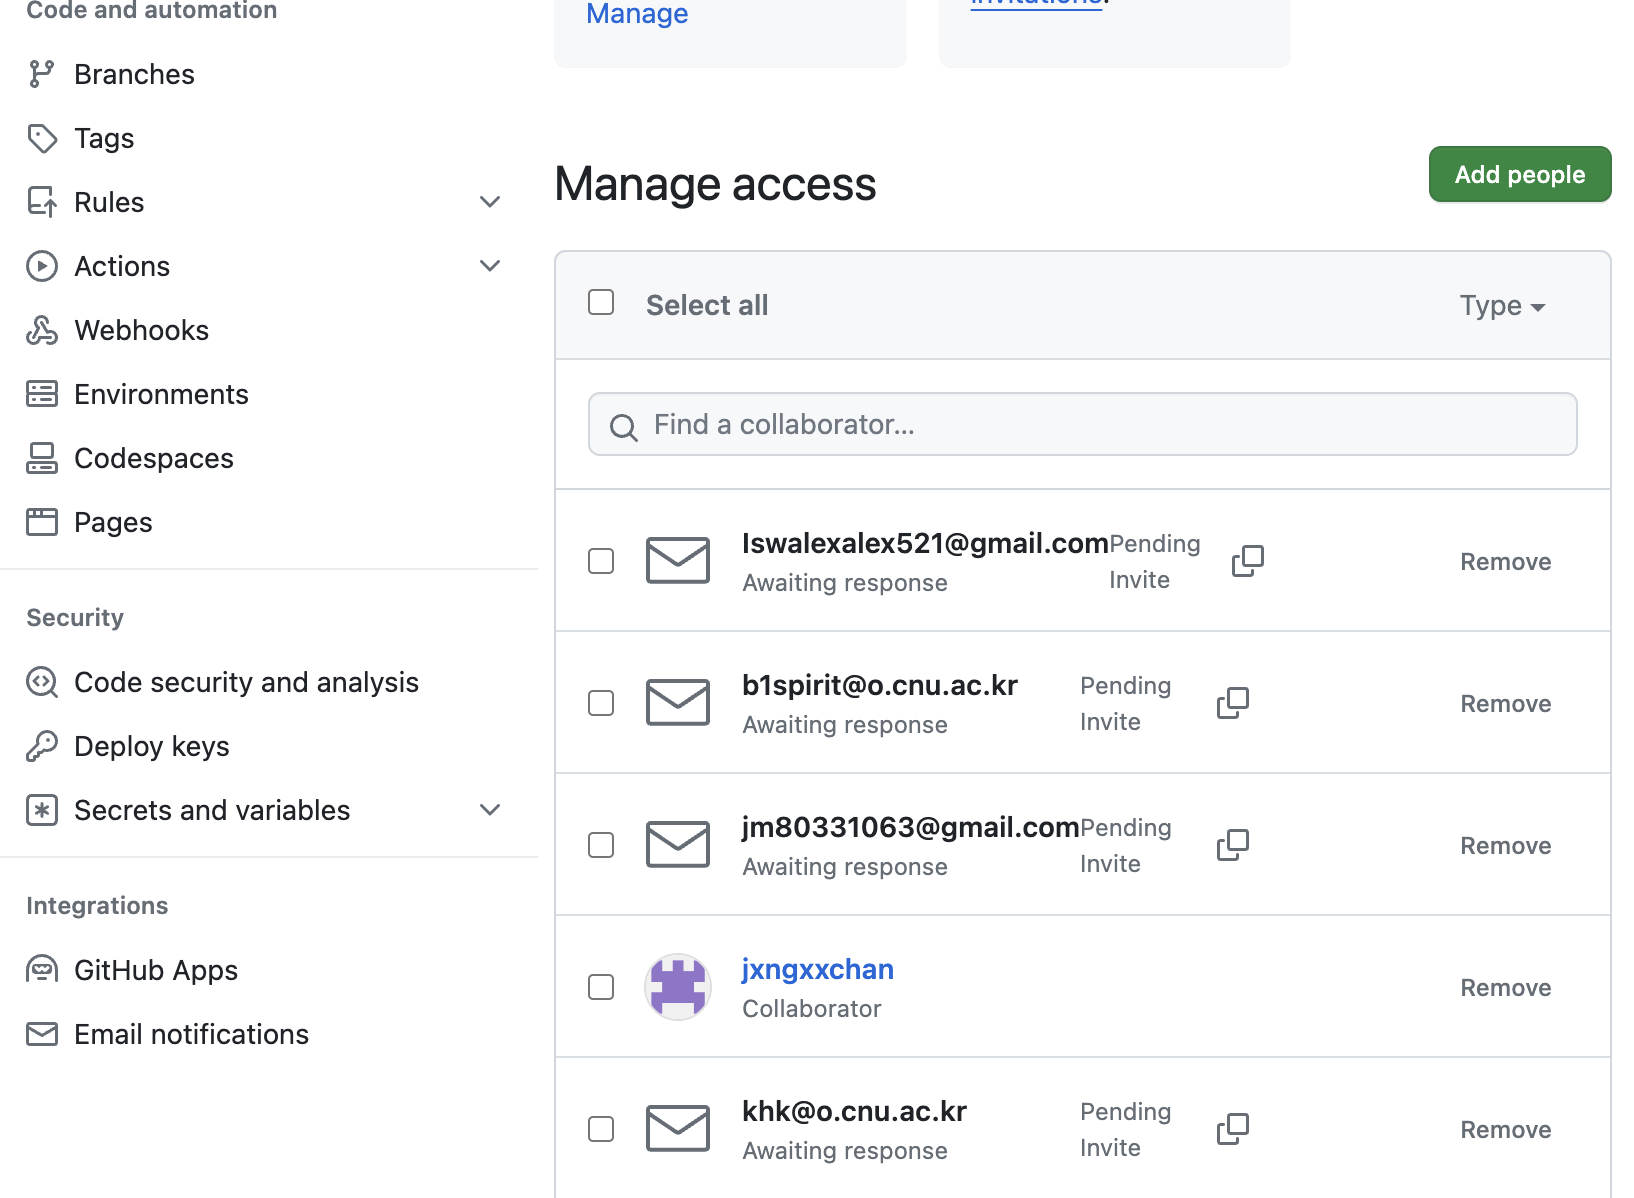 Code and automation
Branches
Tags
Rules
Actions
Webhooks
Environments
Codespaces
Pages
Security
Code security and analysis
Deploy keys
Secrets and variables
Integrations
GitHub Apps
Email notifications
Manage
invitations.
Manage access
Add people
Select all
Type
Find a collaborator...
lswalexalex521@gmail.com
Awaiting response
Pending
Invite
Remove
b1spirit@o.cnu.ac.kr
Awaiting response
Pending
Invite
Remove
jm80331063@gmail.com
Awaiting response
Pending
Invite
Remove
jxngxxchan
Collaborator
Remove
khk@o.cnu.ac.kr
Awaiting response
Pending
Invite
Remove